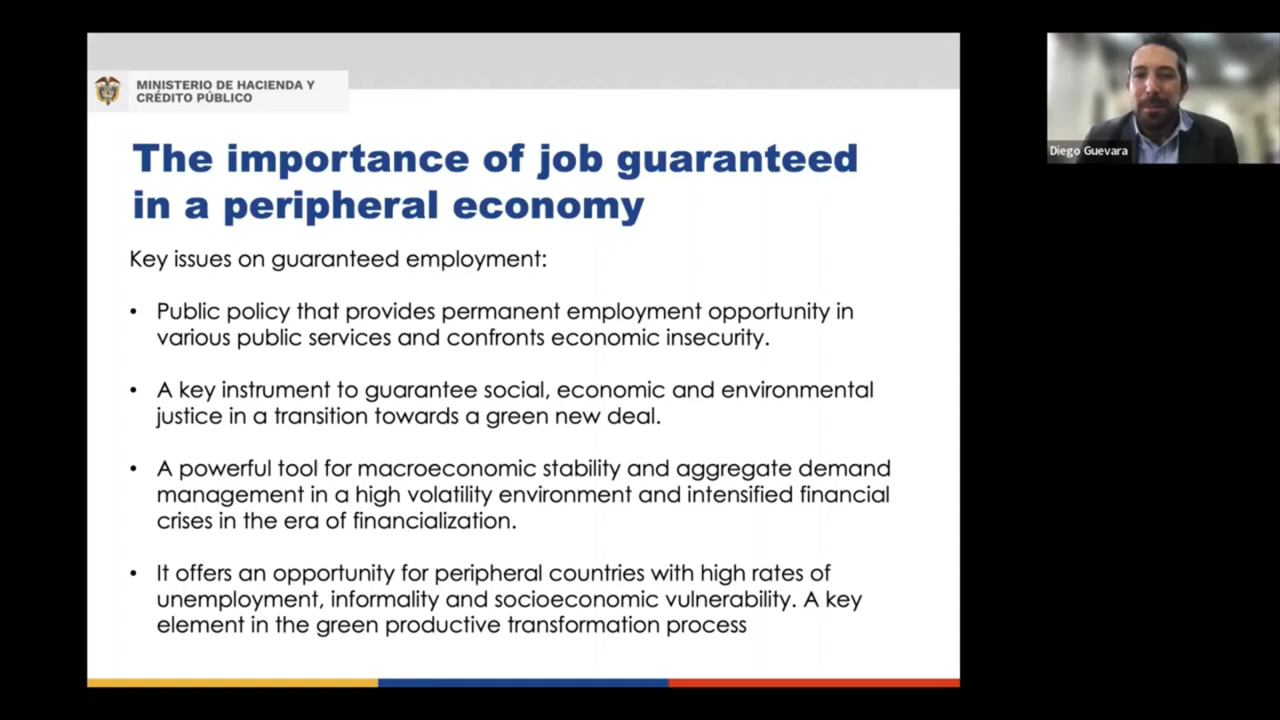 MINISTERIO DE HACIENDA Y
CRÉDITO PÚBLICO
The importance of job guaranteed
in a peripheral economy
Key issues on guaranteed employment:
• Public policy that provides permanent employment opportunity in
various public services and confronts economic insecurity.
• A key instrument to guarantee social, economic and environmental
justice in a transition towards a green new deal.
• A powerful tool for macroeconomic stability and aggregate demand
management in a high volatility environment and intensified financial
crises in the era of financialization.
• It offers an opportunity for peripheral countries with high rates of
unemployment, informality and socioeconomic vulnerability. A key
element in the green productive transformation process
Diego Guevara